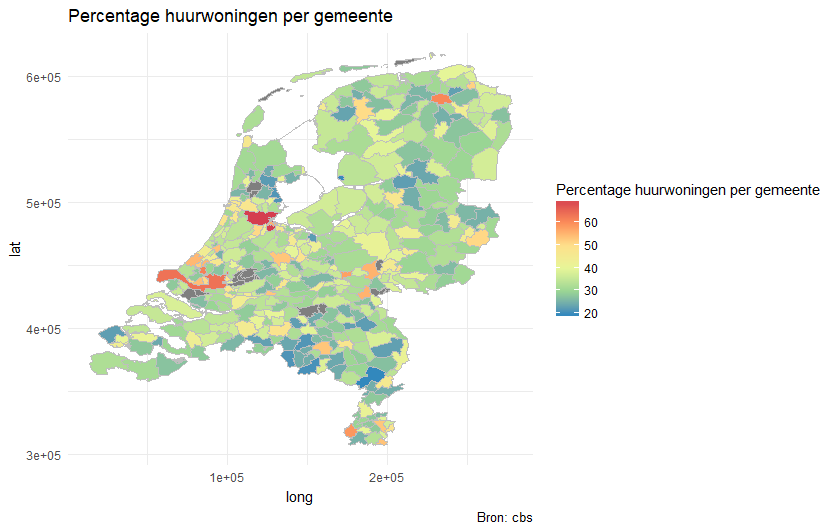 Percentage huurwoningen per gemeente
6e+05
5e+05
4e+05
3e+05
lat
1e+05 2e+05
long
Percentage huurwoningen per gemeente
60
50
40
30
20
Bron: cbs